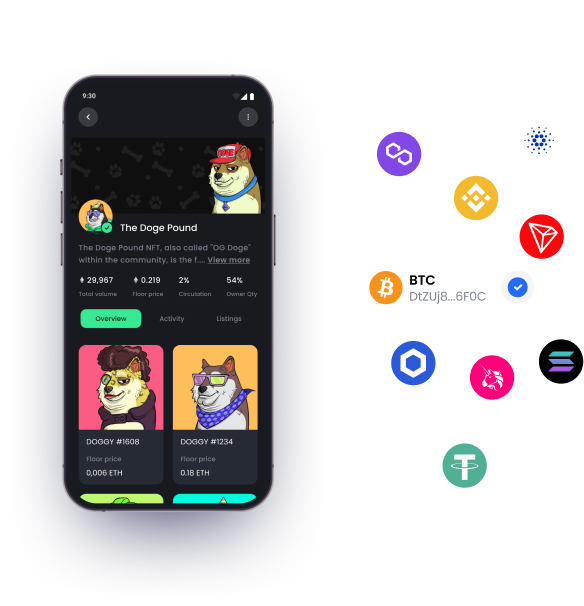 9:30
The Doge Pound
The Doge Pound NFT, also called "OG Doge"
within the community, is the f.... View more
29,967
0.219
2%
54%
Total volume
Floor price
Circulation
Owner Qty
Overview
Activity
Listings
DOGGY #1608
Floor price
0,006 ETH
DOGGY #1234
Floor price
0.18 ETH
BTC
DtZUj8...6F0C